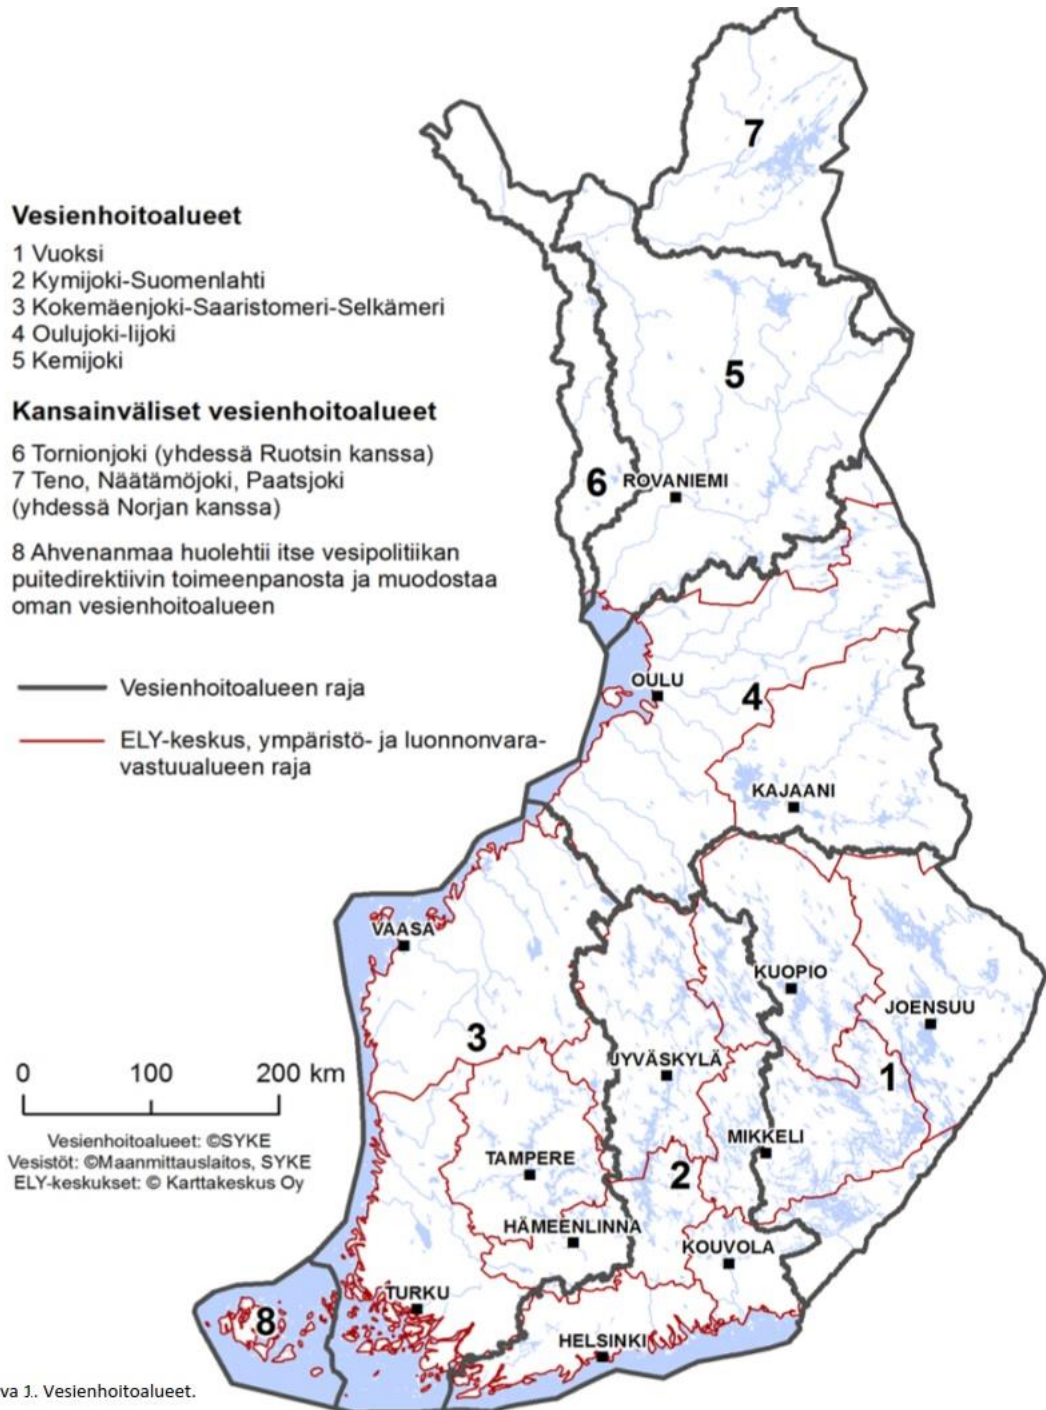 Vesienhoitoalueet
1 Vuoksi
2 Kymijoki-Suomenlahti
3 Kokemäenjoki-Saaristomeri-Selkämeri
4 Oulujoki-Iijoki
5 Kemijoki
Kansainväliset vesienhoitoalueet
6 Tornionjoki (yhdessä Ruotsin kanssa)
7 Teno, Näätämöjoki, Paatsjoki
(yhdessä Norjan kanssa)
8 Ahvenanmaa huolehtii itse vesipolitiikan
puitedirektiivin toimeenpanosta ja muodostaa
oman vesienhoitoalueen
Vesienhoitoalueen raja
ELY-keskus, ympäristö- ja luonnonvara-
vastuualueen raja
0 100 200 km
Vesienhoitoalueet: ©SYKE
Vesistöt: ©Maanmittauslaitos, SYKE
ELY-keskukset: © Karttakeskus Oy
7
5
6
ROVANIEMI
OULU
4
KAJAANI
VAASA
KUOPIO
JOENSUU
3
JYVÄSKYLÄ
1
MIKKELI
TAMPERE
2
HÄMEENLINNA
KOUVOLA
TURKU
8
HELSINKI
va 1. Vesienhoitoalueet.